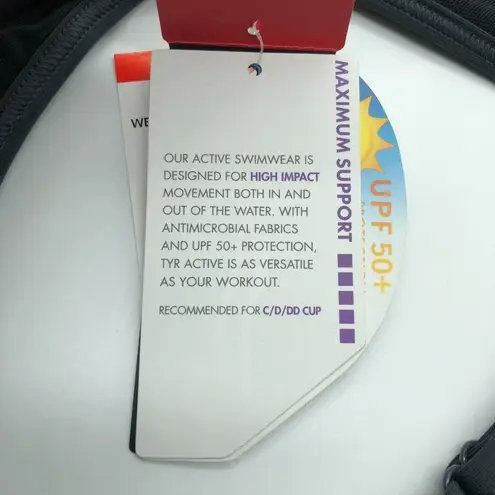 WE
OUR ACTIVE SWIMWEAR IS
DESIGNED FOR HIGH IMPACT
MOVEMENT BOTH IN AND
OUT OF THE WATER. WITH
ANTIMICROBIAL FABRICS
AND UPF 50+ PROTECTION,
TYR ACTIVE IS AS VERSATILE
AS YOUR WORKOUT.
RECOMMENDED FOR C/D/DD CUP
MAXIMUM SUPPORT
UPF 50+